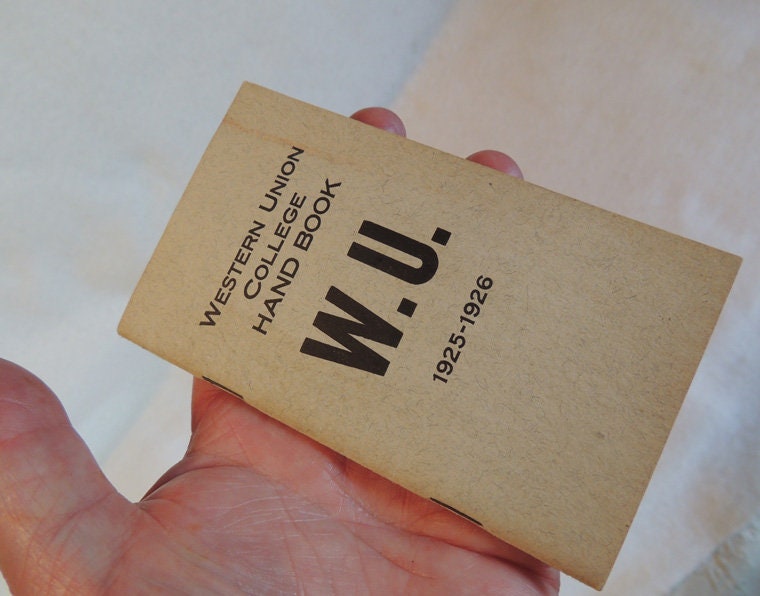 WESTERN UNION
COLLEGE
HAND BOOK
W.U.
1925-1926